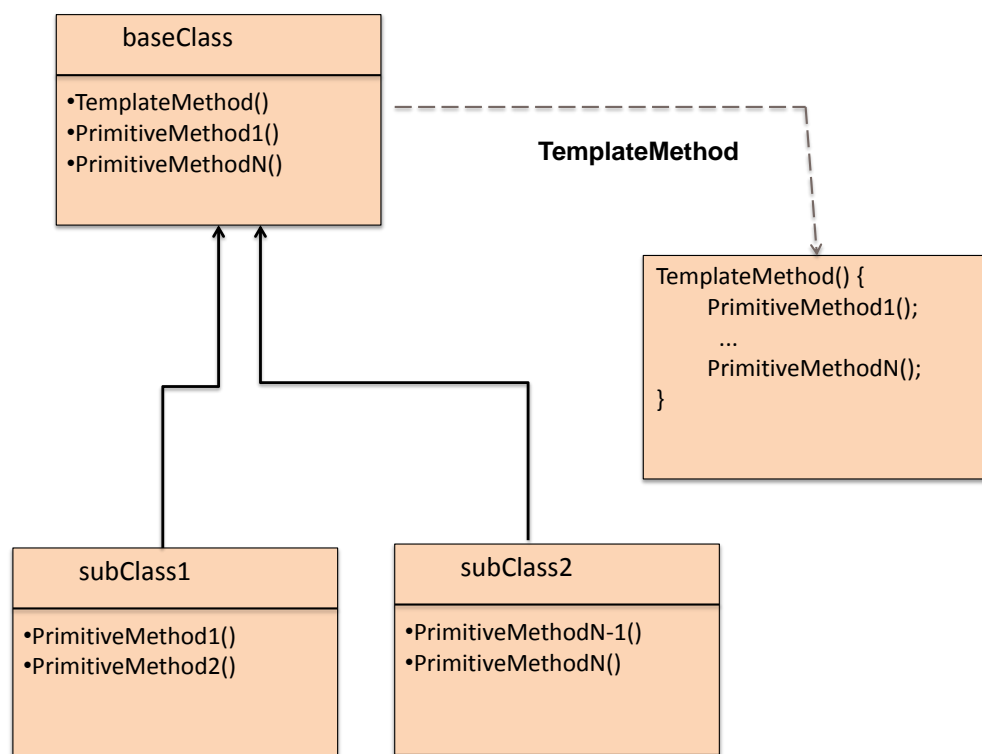 baseClass
•TemplateMethod()
•PrimitiveMethod1()
•PrimitiveMethodN()
TemplateMethod
TemplateMethod() {
PrimitiveMethod1();
...
PrimitiveMethodN();
}
subClass1
•PrimitiveMethod1()
•PrimitiveMethod2()
subClass2
•PrimitiveMethodN-1()
•PrimitiveMethodN()